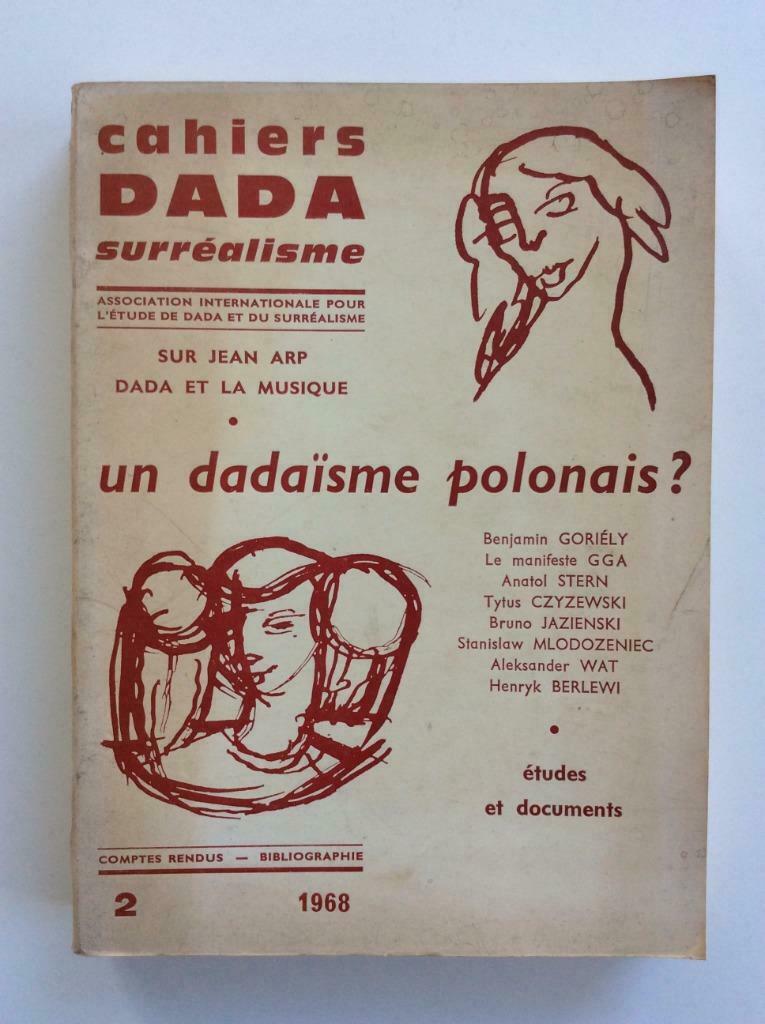 cahiers
DADA
surréalisme
ASSOCIATION INTERNATIONALE POUR
L'ÉTUDE DE DADA ET DU SURRÉALISME
SUR JEAN ARP
DADA ET LA MUSIQUE
•
un dadaïsme polonais?
Benjamin GORIÉLY
Le manifeste GGA
Anatol STERN
Tytus CZYZEWSKI
Bruno JAZIENSKI
Stanislaw MLODOZENIEC
Aleksander WAT
Henryk BERLEWI
•
études
et documents
COMPTES RENDUS — BIBLIOGRAPHIE
2 1968